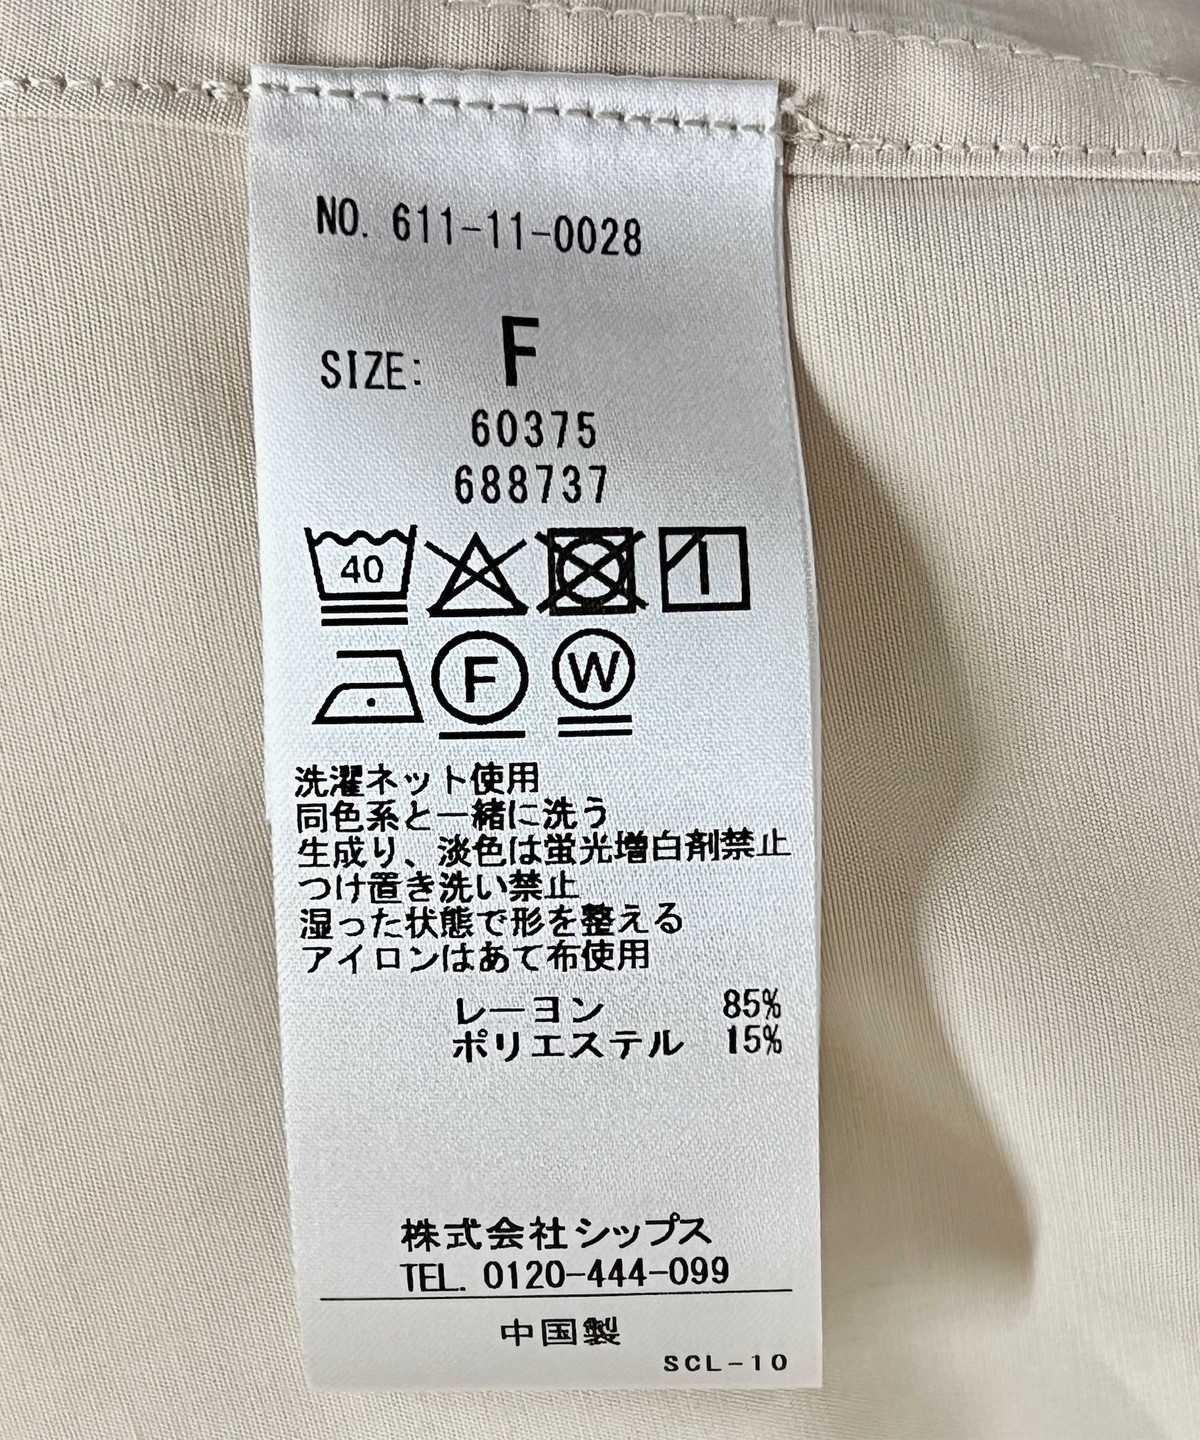 NO. 611-11-0028
SIZE: F
60375
688737
40
F W
洗濯ネット使用
同色系と一緒に洗う
生成り、淡色は蛍光増白剤禁止
つけ置き洗い禁止
湿った状態で形を整える
アイロンはあて布使用
レーヨン 85%
ポリエステル 15%
株式会社シップス
TEL. 0120-444-099
中国製
SCL-10